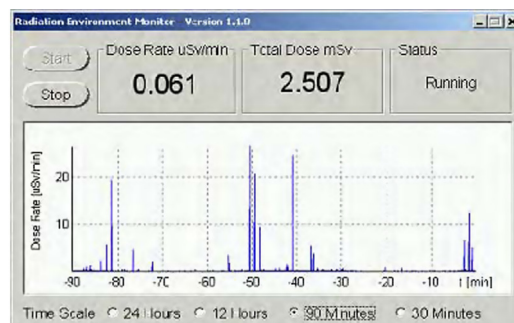 Radiation Environment Monitor Version 1.1.0
Start
Stop
Dose Rate uSv/min
0.061
Total Dose mSv
2.507
Status
Running
Dose Rate [uSv/min]
20
10
-90 -80 -70 -60 -50 -40 -30 -20 -10 t [min]
Time Scale 24 Hours 12 Hours 90 Minutes 30 Minutes